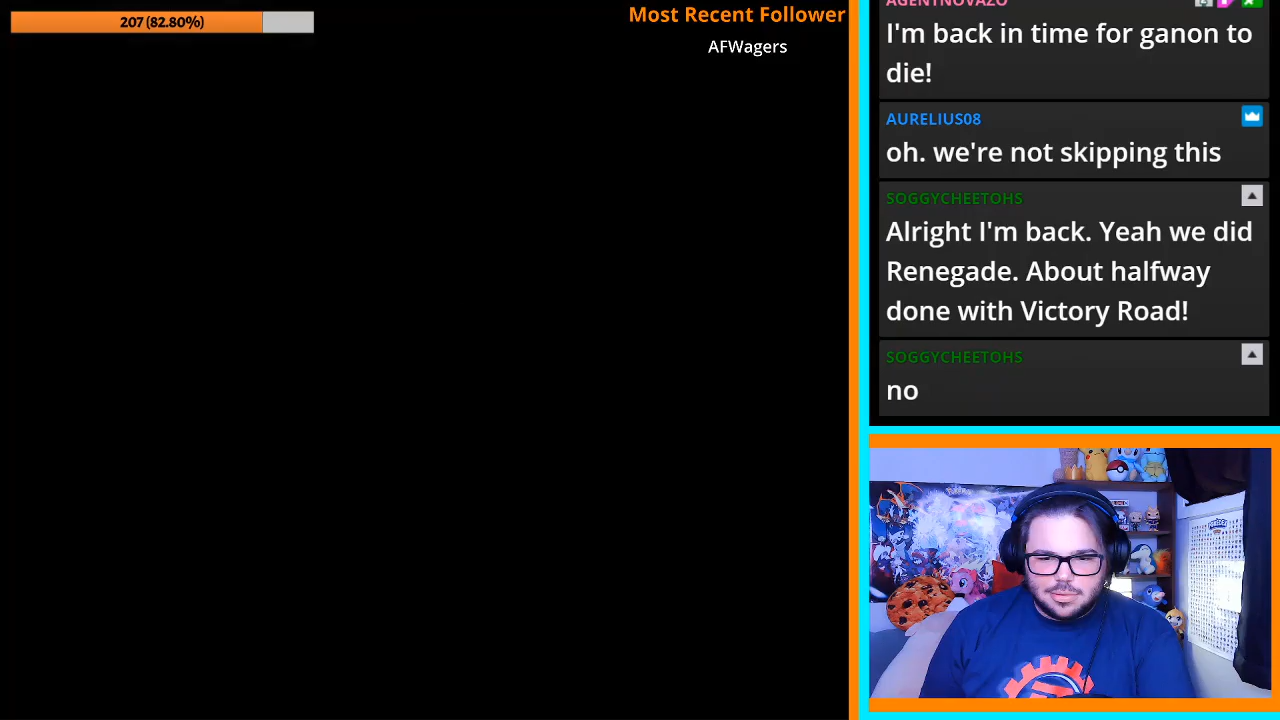 207 (82.80%)
Most Recent Follower
AFWagers
AGENTNOVAZO
I'm back in time for ganon to
die!
AURELIUS08
oh. we're not skipping this
SOGGYCHEETOHS
Alright I'm back. Yeah we did
Renegade. About halfway
done with Victory Road!
SOGGYCHEETOHS
no